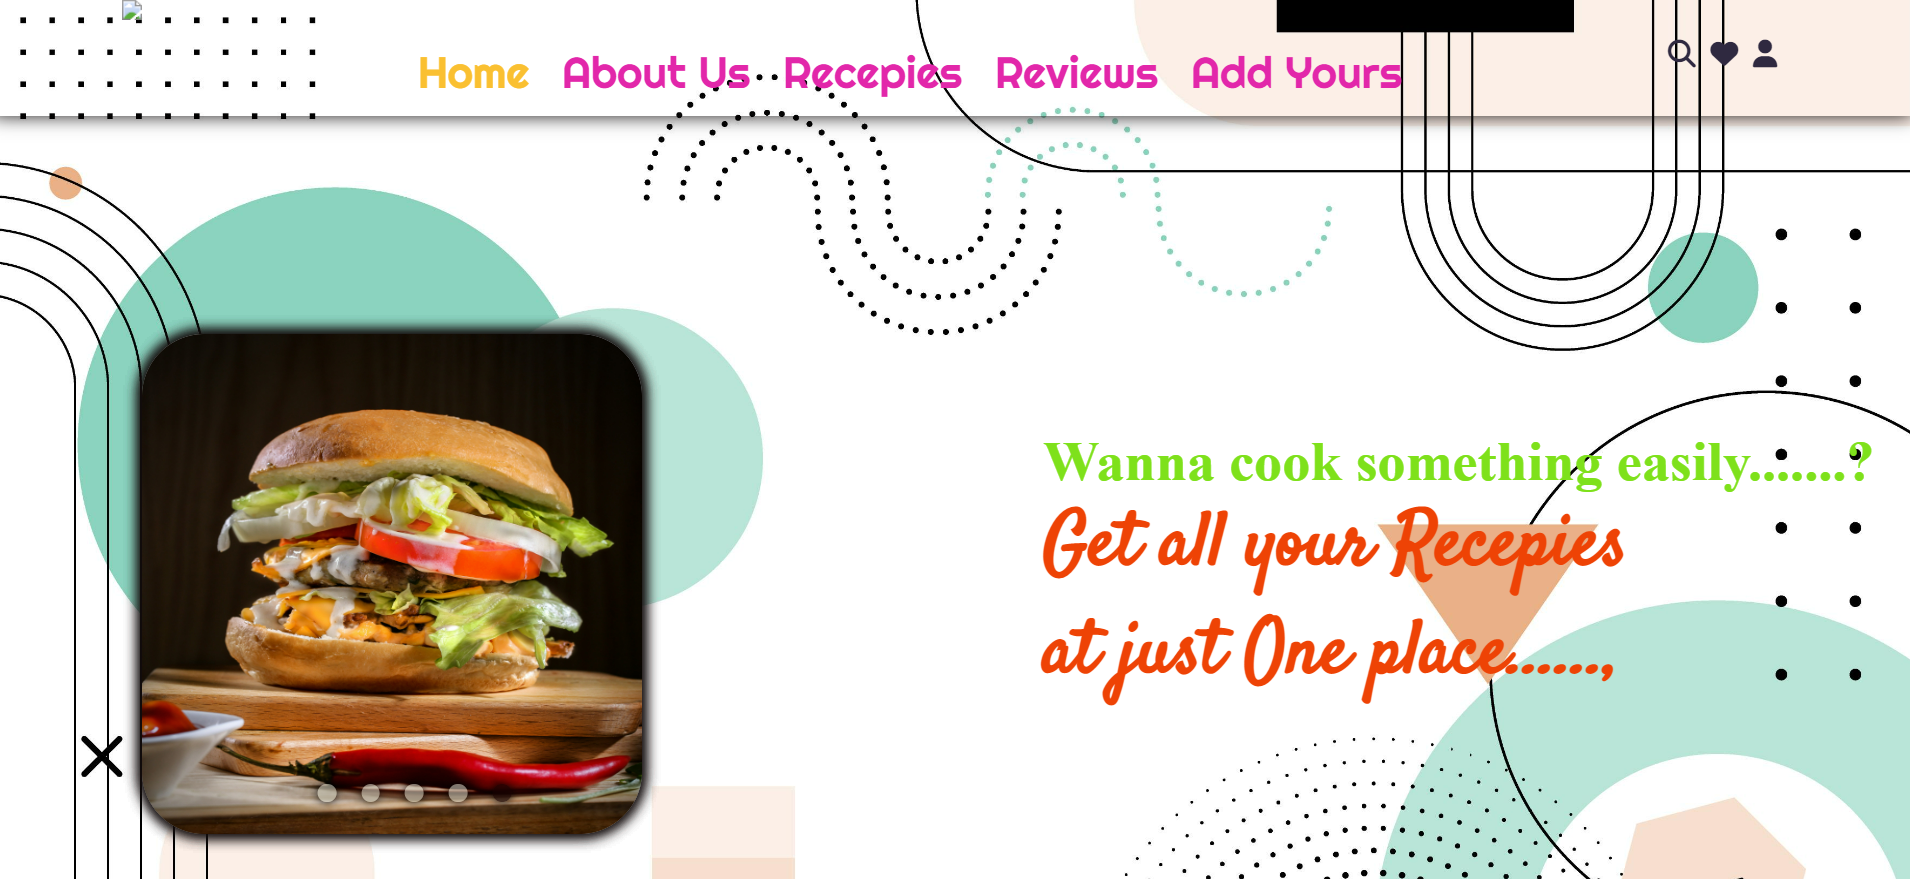 Home About Us Recepies Reviews Add Yours
Wanna cook something easily.......?
Get all your Recepies
at just One place......,